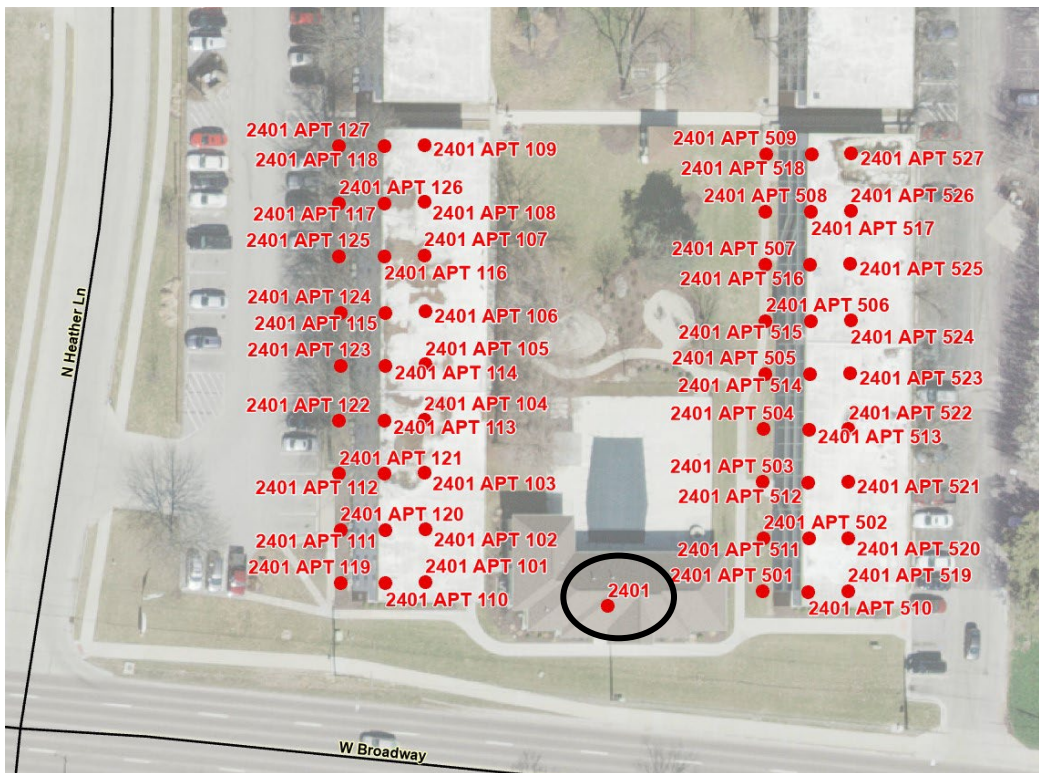 2401 APT 127
2401 APT 118
2401 APT 109
2401 APT 126
2401 APT 117
2401 APT 108
2401 APT 125
2401 APT 107
2401 APT 116
2401 APT 124
2401 APT 115
2401 APT 106
2401 APT 123
2401 APT 105
2401 APT 114
2401 APT 122
2401 APT 104
2401 APT 113
2401 APT 121
2401 APT 112
2401 APT 103
2401 APT 120
2401 APT 111
2401 APT 102
2401 APT 119
2401 APT 101
2401 APT 110
2401
2401 APT 509
2401 APT 518
2401 APT 527
2401 APT 508
2401 APT 526
2401 APT 517
2401 APT 507
2401 APT 516
2401 APT 525
2401 APT 506
2401 APT 515
2401 APT 524
2401 APT 505
2401 APT 514
2401 APT 523
2401 APT 504
2401 APT 522
2401 APT 513
2401 APT 503
2401 APT 512
2401 APT 521
2401 APT 502
2401 APT 511
2401 APT 520
2401 APT 501
2401 APT 519
2401 APT 510
N Heather Ln
W Broadway